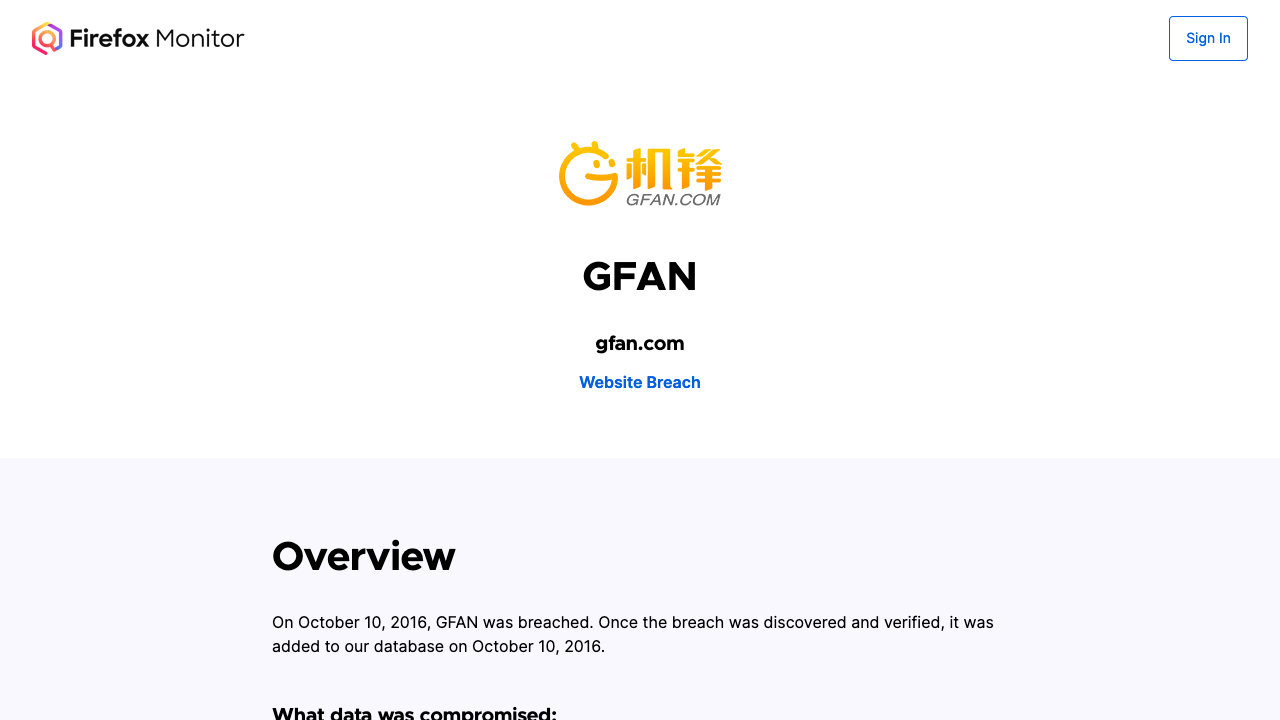 Firefox Monitor
Sign In
机锋
GFAN.COM
GFAN
gfan.com
Website Breach
Overview
On October 10, 2016, GFAN was breached. Once the breach was discovered and verified, it was
added to our database on October 10, 2016.
What data was compromised: